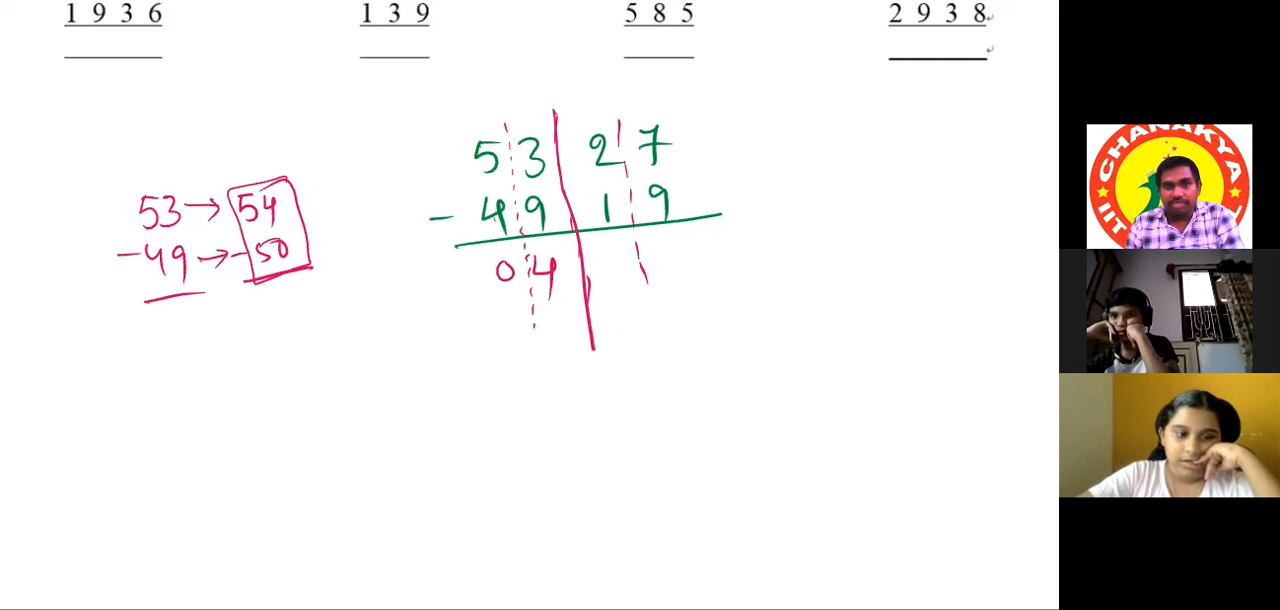 1 9 3 6 1 3 9 5 8 5 2 9 3 8
5 3 2 7
53 → 54 - 4 9 1 9
-49 → -50 0 4
CHANAKYA
IIT